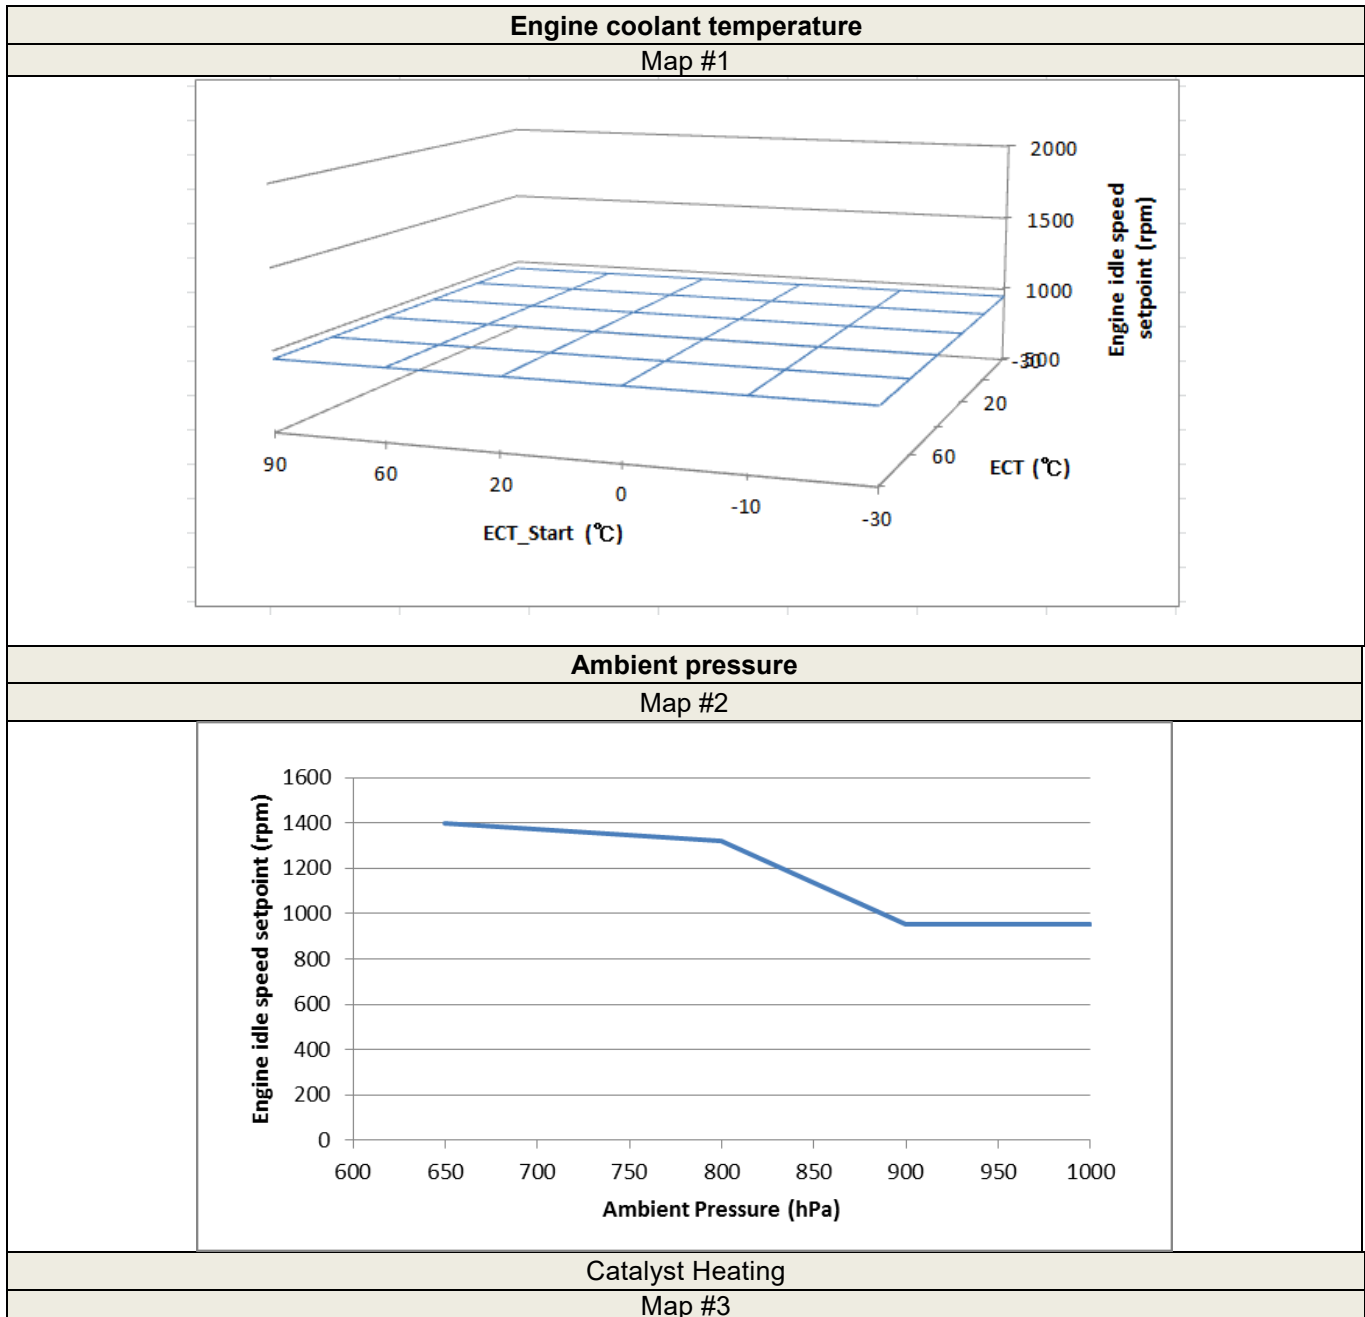 Engine coolant temperature
Map #1
2000
1500
1000
500
Engine idle speed
setpoint (rpm)
-30
20
60
ECT (℃)
90
60
20
0
-10
-30
ECT_Start (℃)
Ambient pressure
Map #2
1600
1400
1200
1000
800
600
400
200
0
Engine idle speed setpoint (rpm)
600 650 700 750 800 850 900 950 1000
Ambient Pressure (hPa)
Catalyst Heating
Map #3